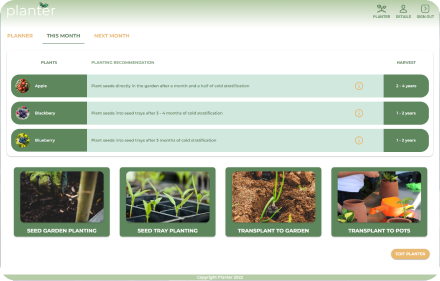 planter
PLANTER DETAILS SIGN OUT
PLANNER THIS MONTH NEXT MONTH
PLANTS PLANTING RECOMMENDATION HARVEST
Apple Plant seeds directly in the garden after a month and a half of cold stratification 2 - 4 years
Blackberry Plant seeds into seed trays after 3 - 4 months of cold stratification 1 - 2 years
Blueberry Plant seeds into seed trays after 3 months of cold stratification 1 - 2 years
SEED GARDEN PLANTING SEED TRAY PLANTING TRANSPLANT TO GARDEN TRANSPLANT TO POTS
EDIT PLANTER
Copyright Planter 2022